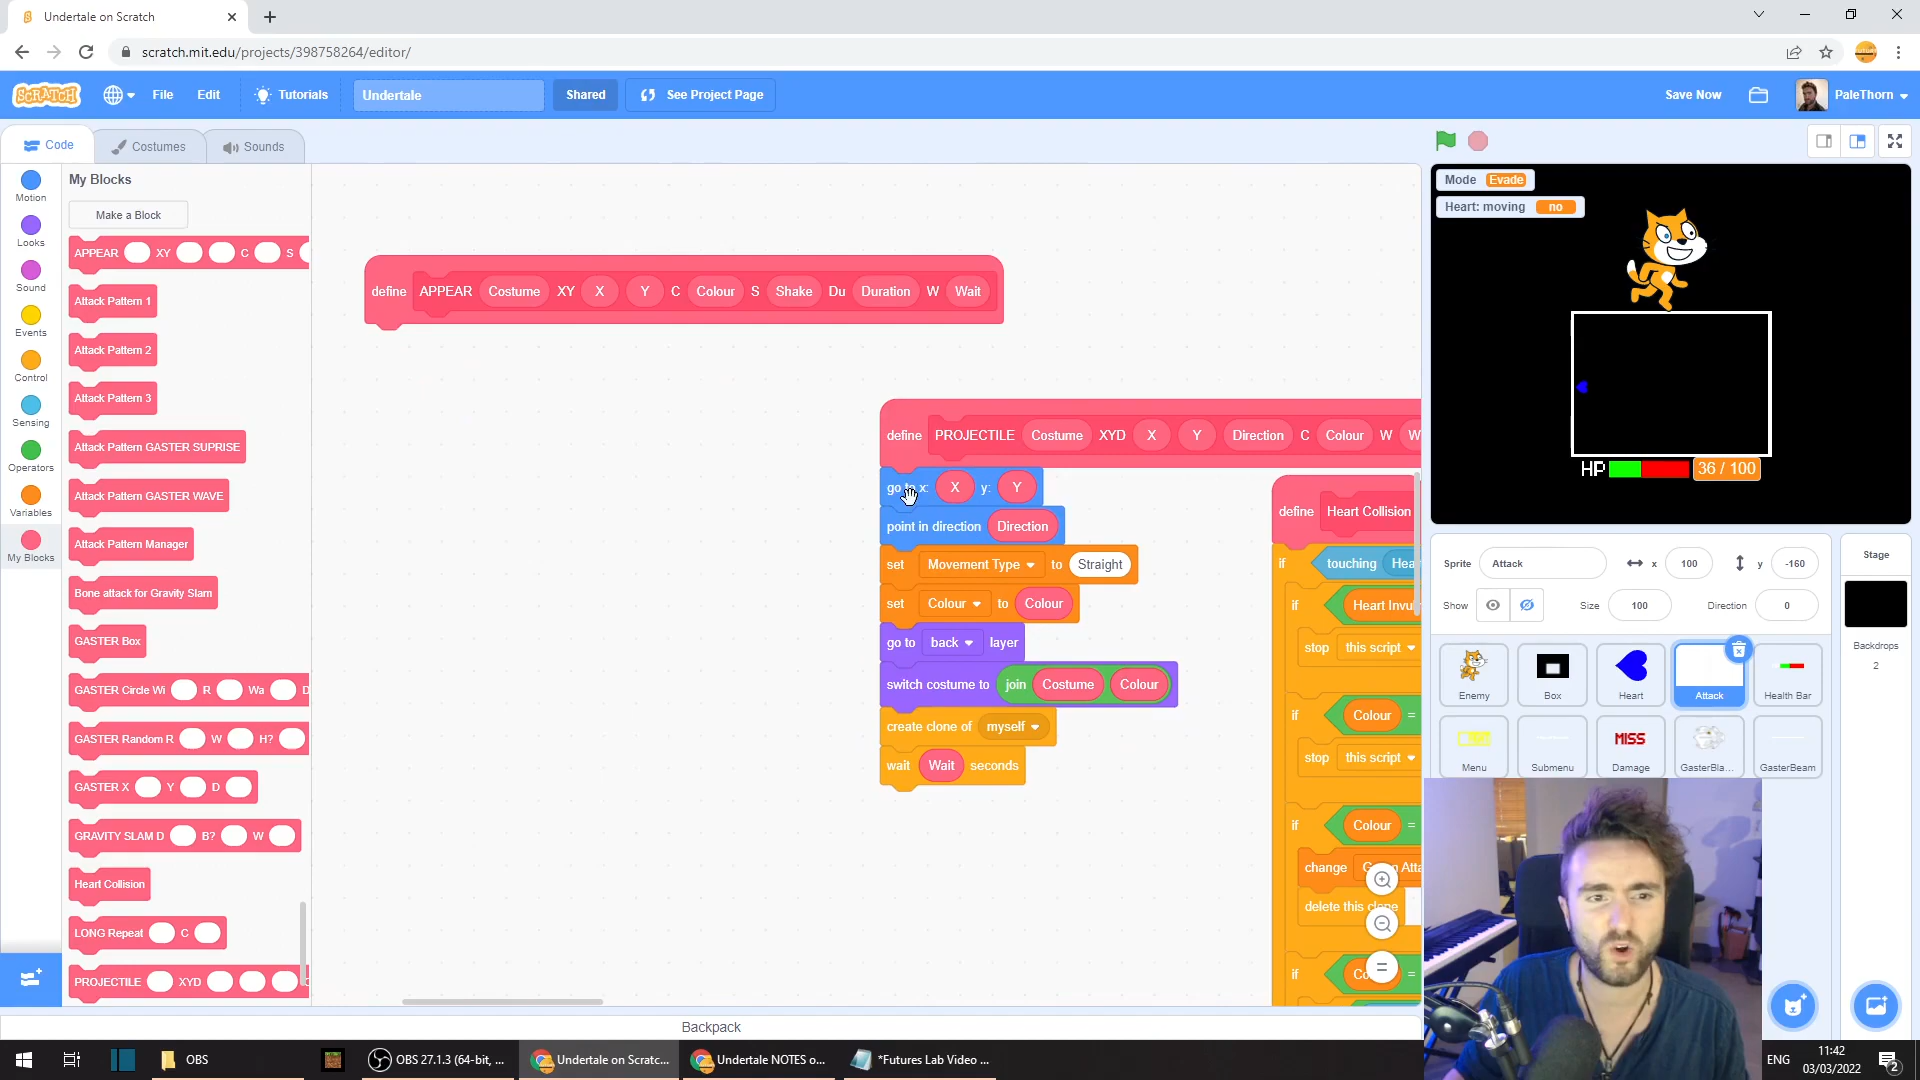 Undertale on Scratch
scratch.mit.edu/projects/398758264/editor/
SCRATCH File Edit Tutorials Undertale Shared See Project Page Save Now PaleThorn
Code Costumes Sounds
Motion
Looks
Sound
Events
Control
Sensing
Operators
Variables
My Blocks
My Blocks
Make a Block
APPEAR XY C S
Attack Pattern 1
Attack Pattern 2
Attack Pattern 3
Attack Pattern GASTER SUPRISE
Attack Pattern GASTER WAVE
Attack Pattern Manager
Bone attack for Gravity Slam
GASTER Box
GASTER Circle Wi R Wa D
GASTER Random R W H?
GASTER X Y D
GRAVITY SLAM D B? W
Heart Collision
LONG Repeat C
PROJECTILE XYD
define APPEAR Costume XY X Y C Colour S Shake Du Duration W Wait
define PROJECTILE Costume XYD X Y Direction C Colour W W
go to x: X y: Y
point in direction Direction
set Movement Type to Straight
set Colour to Colour
go to back layer
switch costume to join Costume Colour
create clone of myself
wait Wait seconds
define Heart Collision
if touching Hea
if Heart Invu
stop this script
if Colour =
stop this script
if Colour =
change
delete this clone
if
Mode Evade
Heart: moving no
HP 36 / 100
Sprite Attack x 100 y -160
Show Size 100 Direction 0
Enemy
Box
Heart
Attack
Health Bar
Menu
Submenu
MISS
Damage
GasterBla...
GasterBeam
Stage
Backdrops
2
Backpack
OBS
OBS 27.1.3 (64-bit, ...
Undertale on Scratc...
Undertale NOTES o...
*Futures Lab Video ...
ENG
11:42
03/03/2022
2